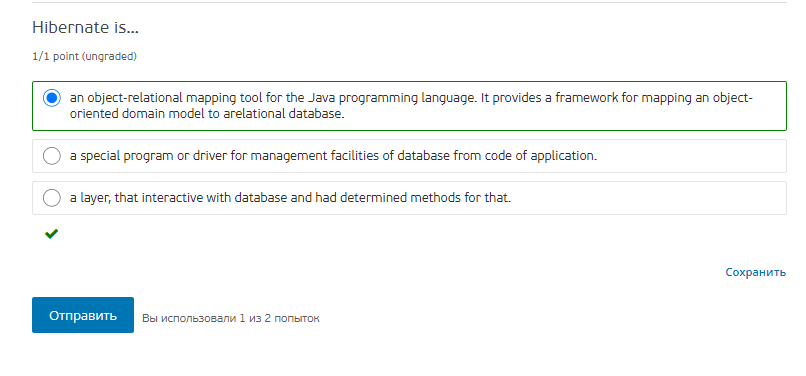 Hibernate is...
1/1 point (ungraded)
an object-relational mapping tool for the Java programming language. It provides a framework for mapping an object-
oriented domain model to arelational database.
a special program or driver for management facilities of database from code of application.
a layer, that interactive with database and had determined methods for that.
Сохранить
Отправить
Вы использовали 1 из 2 попыток